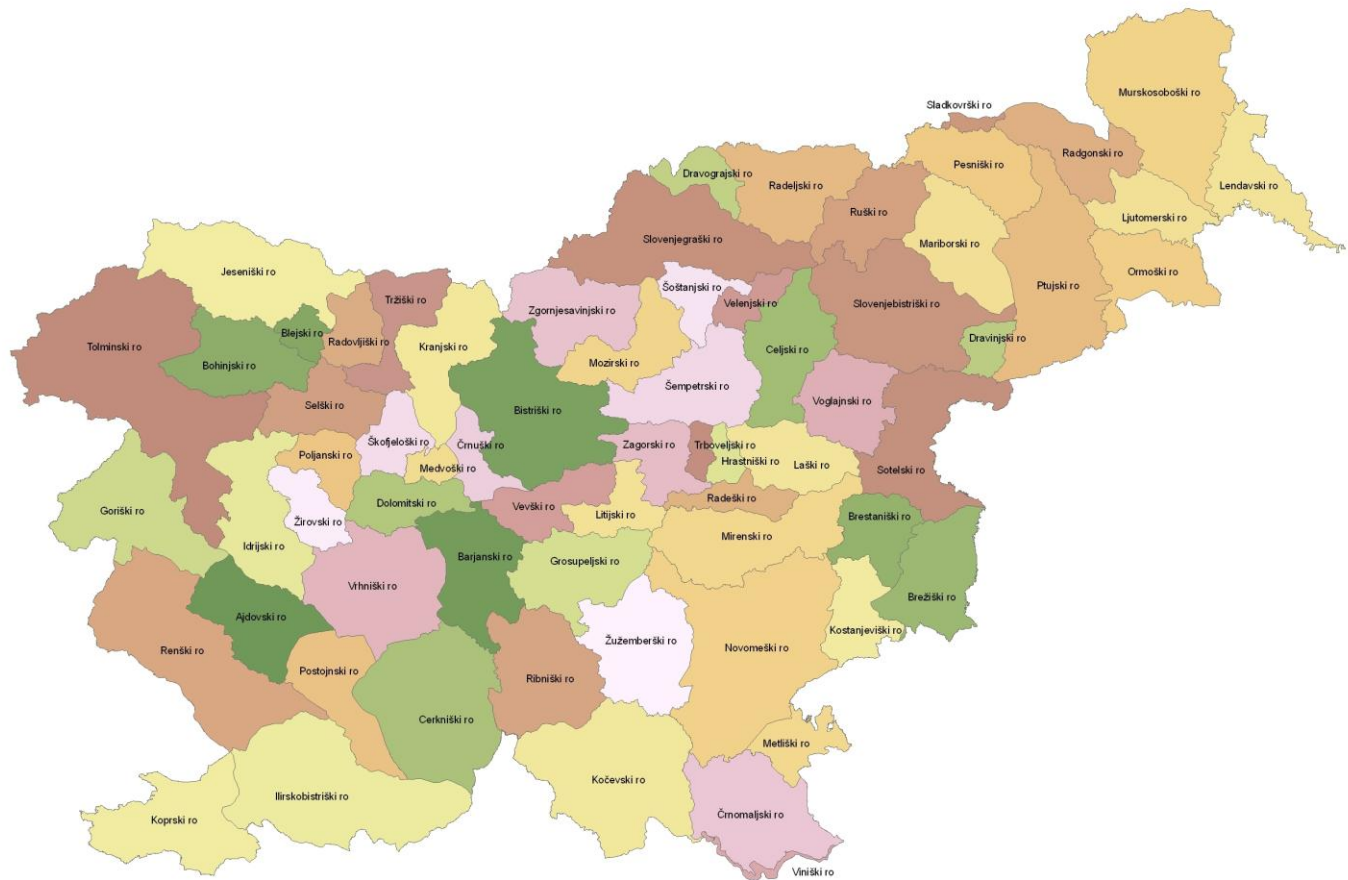 Murskosoboški ro
Sladkovrški ro
Radgonski ro
Pesniški ro
Dravograjski ro
Radeljski ro
Lendavski ro
Ruški ro
Ljutomerski ro
Slovenjegraški ro
Mariborski ro
Jeseniški ro
Ormoški ro
Šoštanjski ro
Ptujski ro
Tržiški ro
Velenjski ro
Slovenjebistriški ro
Zgornjesavinjski ro
Blejski ro
Radovljiški ro
Dravinjski ro
Tolminski ro
Kranjski ro
Celjski ro
Bohinjski ro
Mozirski ro
Šempetrski ro
Voglajnski ro
Selški ro
Bistriški ro
Škofjeloški ro
Črnuški ro
Zagorski ro
Trboveljski ro
Poljanski ro
Hrastniški ro
Medvoški ro
Laški ro
Sotelski ro
Radeški ro
Dolomitski ro
Vevški ro
Goriški ro
Litijski ro
Brestaniški ro
Žirovski ro
Mirenski ro
Idrijski ro
Barjanski ro
Grosupeljski ro
Vrhniški ro
Brežiški ro
Ajdovski ro
Kostanjeviški ro
Žužemberški ro
Novomeški ro
Renški ro
Postojnski ro
Ribniški ro
Cerkniški ro
Metliški ro
Kočevski ro
Ilirskobistriški ro
Črnomaljski ro
Koprski ro
Viniški ro